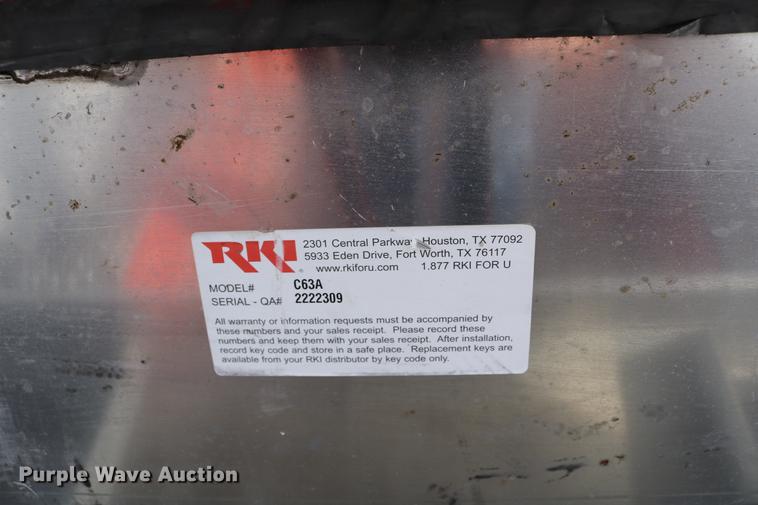 RKI
2301 Central Parkway Houston, TX 77092
5933 Eden Drive, Fort Worth, TX 76117
www.rkiforu.com 1.877 RKI FOR U
MODEL# C63A
SERIAL - QA# 2222309
All warranty or information requests must be accompanied by
these numbers and your sales receipt. Please record these
numbers and keep them with your sales receipt. After installation,
record key code and store in a safe place. Replacement keys are
available from your RKI distributor by key code only.
Purple Wave Auction